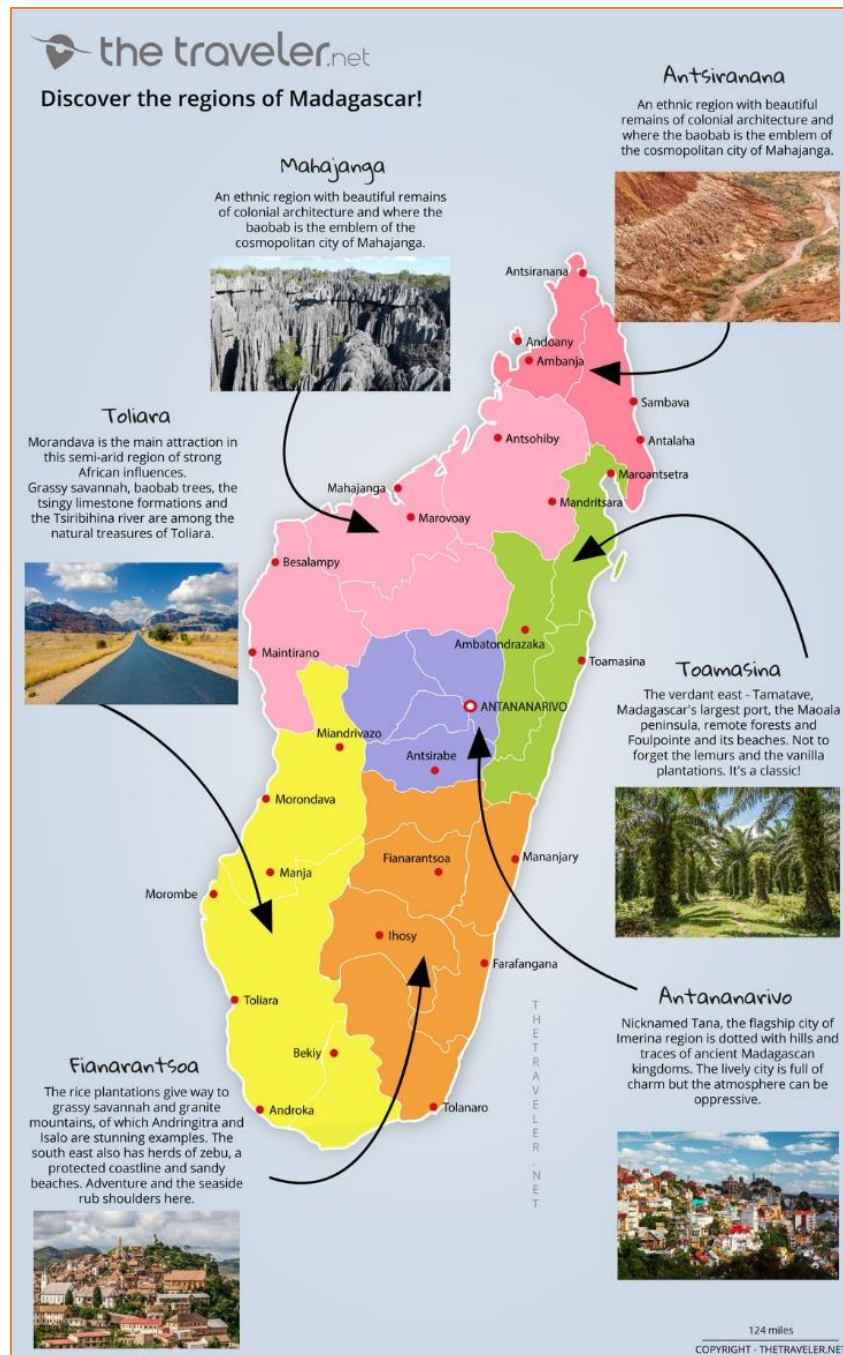 the traveler.net
Discover the regions of Madagascar!
Antsiranana
An ethnic region with beautiful
remains of colonial architecture and
where the baobab is the emblem of
the cosmopolitan city of Mahajanga.
Mahajanga
An ethnic region with beautiful remains
of colonial architecture and where the
baobab is the emblem of the
cosmopolitan city of Mahajanga.
Toliara
Morandava is the main attraction in
this semi-arid region of strong
African influences.
Grassy savannah, baobab trees, the
tsingy limestone formations and
the Tsiribihina river are among the
natural treasures of Toliara.
Antsiranana
Andoany
Ambanja
Sambava
Antsohiby
Antalaha
Maroantsetra
Mahajanga
Mandritsara
Marovoay
Besalampy
Ambatondrazaka
Maintirano
Toamasina
ANTANANARIVO
Miandrivazo
Antsirabe
Morondava
Fianarantsoa
Mananjary
Manja
Morombe
Ihosy
Farafangana
Toliara
Bekiy
Androka
Tolanaro
Toamasina
The verdant east - Tamatave,
Madagascar's largest port, the Maoala
peninsula, remote forests and
Foulpointe and its beaches. Not to
forget the lemurs and the vanilla
plantations. It's a classic!
Antananarivo
Nicknamed Tana, the flagship city of
Imerina region is dotted with hills and
traces of ancient Madagascan
kingdoms. The lively city is full of
charm but the atmosphere can be
oppressive.
Fianarantsoa
The rice plantations give way to
grassy savannah and granite
mountains, of which Andringitra and
Isalo are stunning examples. The
south east also has herds of zebu, a
protected coastline and sandy
beaches. Adventure and the seaside
rub shoulders here.
THETRAVELER.NET
124 miles
COPYRIGHT - THETRAVELER.NET